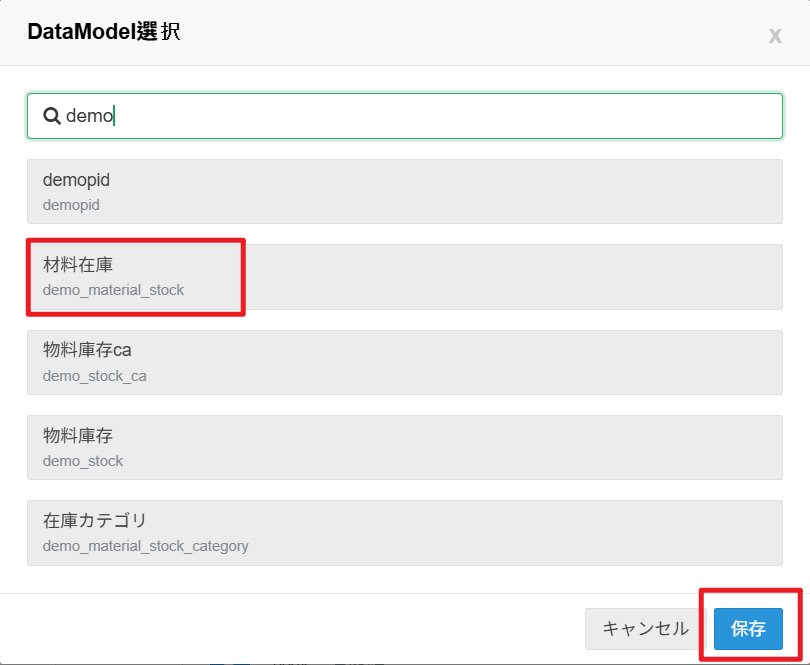 DataModel選択
x
demo
demopid
demopid
材料在庫
demo_material_stock
物料庫存ca
demo_stock_ca
物料庫存
demo_stock
在庫カテゴリ
demo_material_stock_category
キャンセル 保存